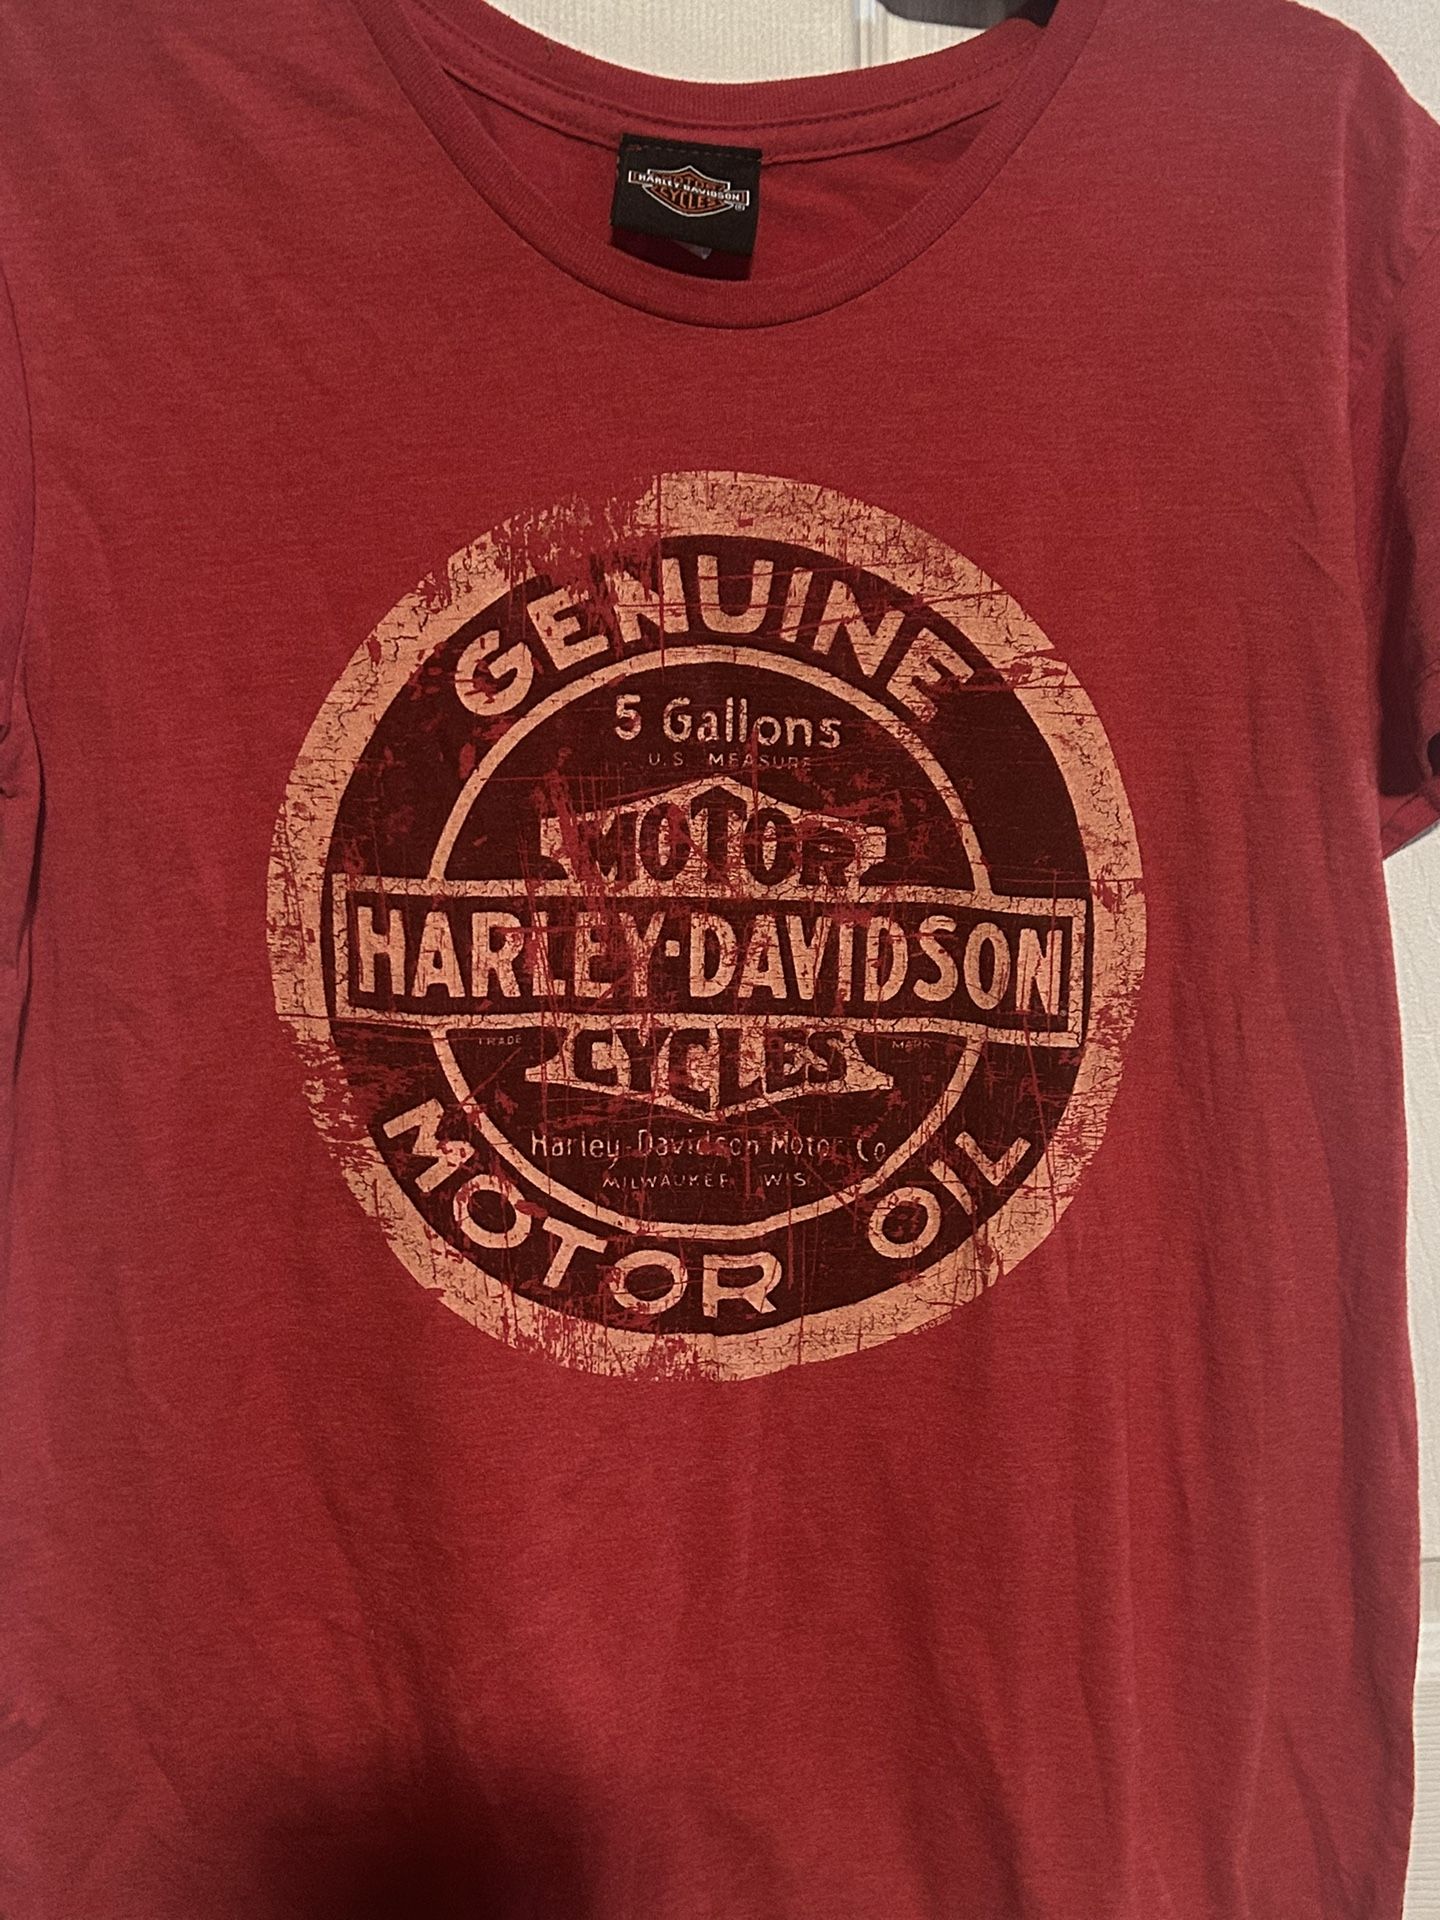 MOTOR
HARLEY-DAVIDSON
CYCLES
GENUINE
5 Gallons
U.S. MEASURE
MOTOR
HARLEY-DAVIDSON
TRADE MARK
CYCLES
Harley-Davidson Motor Co
MILWAUKEE WIS
MOTOR OIL